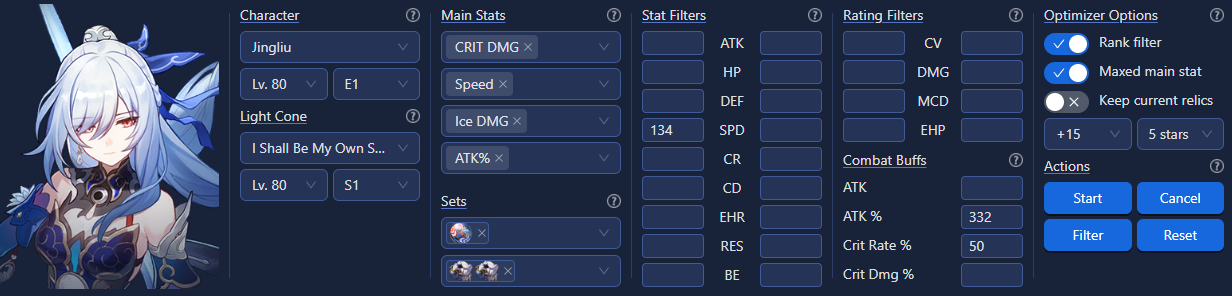 Character
Jingliu
Lv. 80
E1
Light Cone
I Shall Be My Own S...
Lv. 80
S1
Main Stats
CRIT DMG
Speed
Ice DMG
ATK%
Sets
Stat Filters
ATK
HP
DEF
134 SPD
CR
CD
EHR
RES
BE
Rating Filters
CV
DMG
MCD
EHP
Combat Buffs
ATK
ATK % 332
Crit Rate % 50
Crit Dmg %
Optimizer Options
Rank filter
Maxed main stat
Keep current relics
+15
5 stars
Actions
Start
Cancel
Filter
Reset